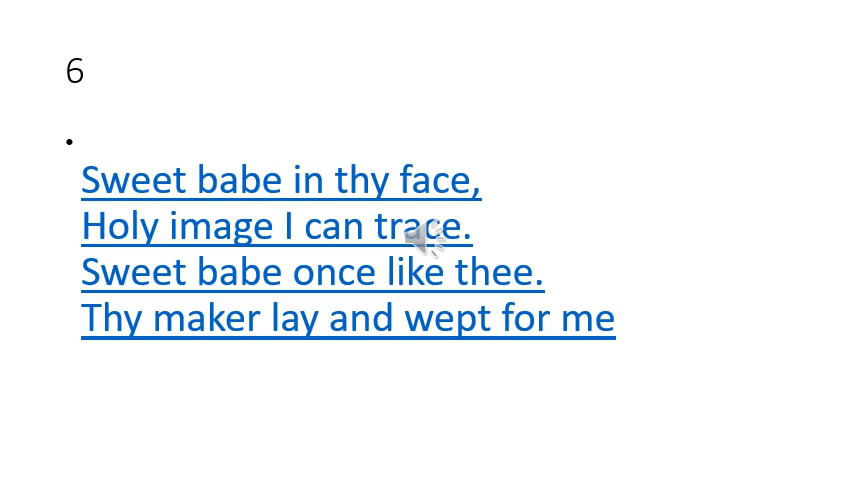 6
•
Sweet babe in thy face,
Holy image I can trace.
Sweet babe once like thee.
Thy maker lay and wept for me